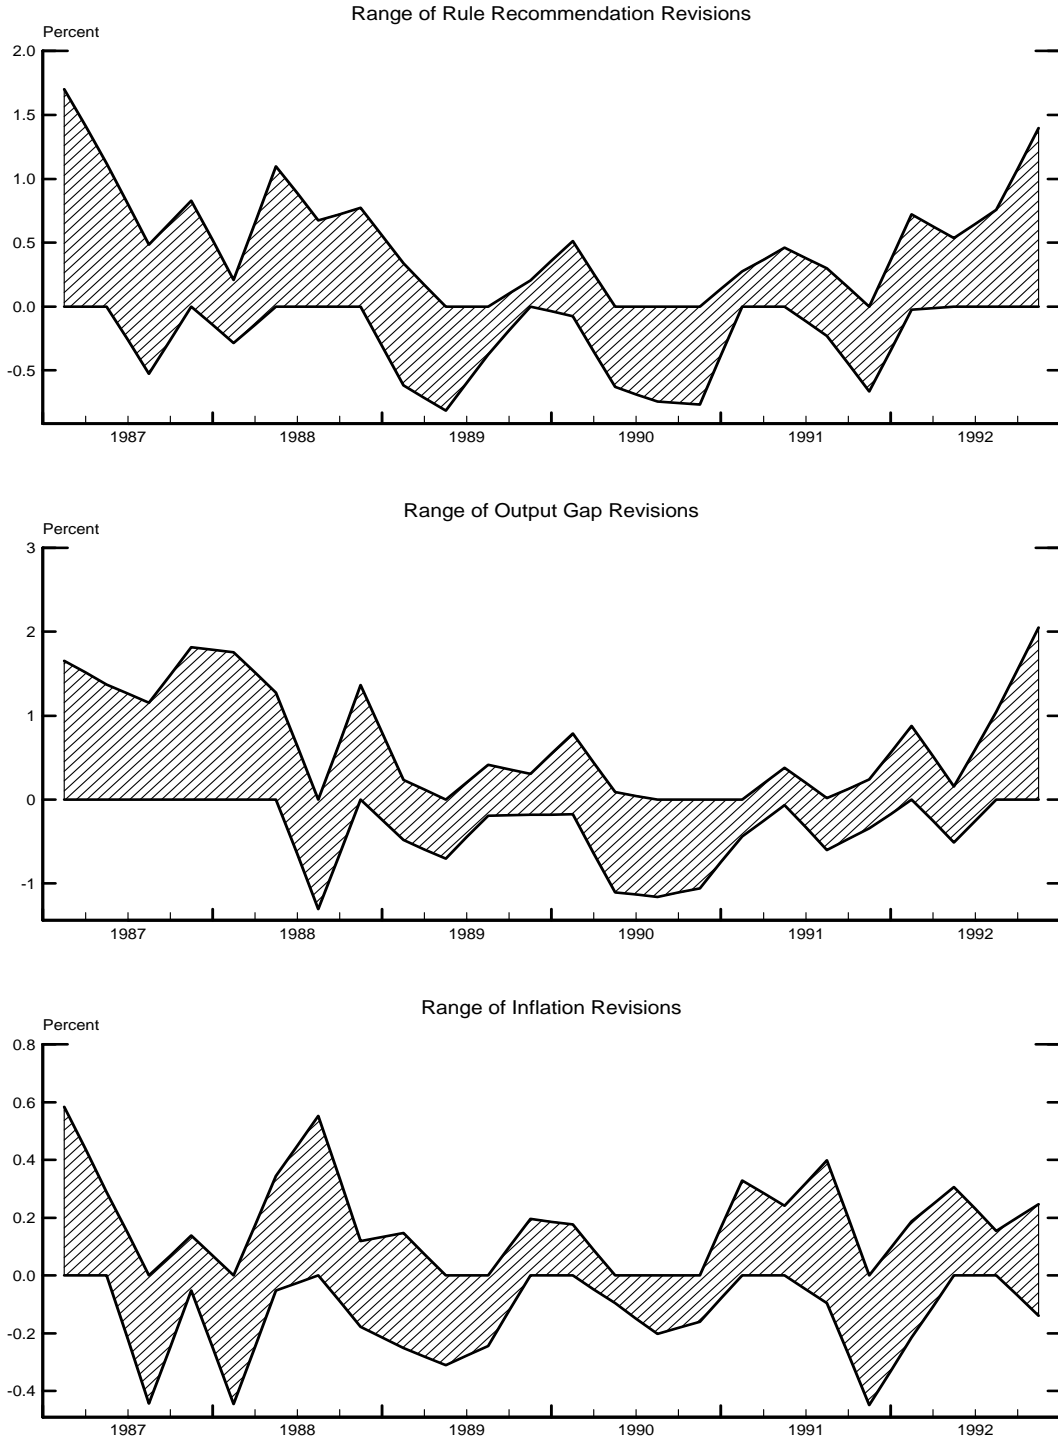 Range of Rule Recommendation Revisions
Percent
2.0
1.5
1.0
0.5
0.0
-0.5
1987 1988 1989 1990 1991 1992
Range of Output Gap Revisions
Percent
3
2
1
0
-1
1987 1988 1989 1990 1991 1992
Range of Inflation Revisions
Percent
0.8
0.6
0.4
0.2
0.0
-0.2
-0.4
1987 1988 1989 1990 1991 1992